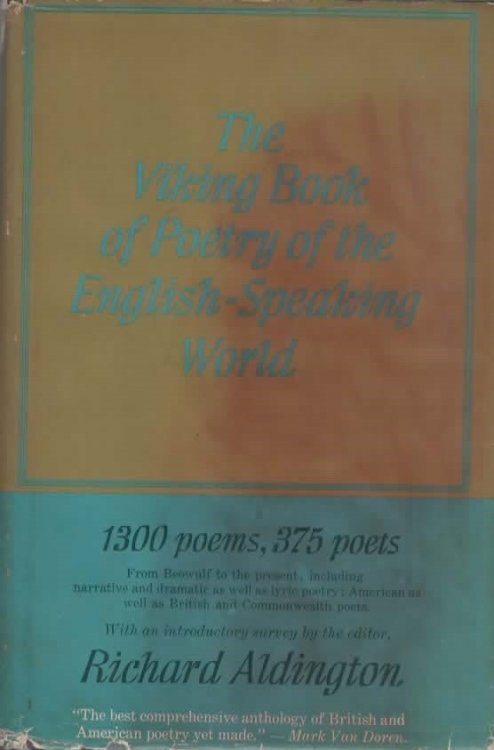 The
Viking Book
of Poetry of the
English-Speaking
World
1300 poems, 375 poets
From Beowulf to the present, including
narrative and dramatic as well as lyric poetry; American as
well as British and Commonwealth poets.
With an introductory survey by the editor,
Richard Aldington
“The best comprehensive anthology of British and
American poetry yet made.” — Mark Van Doren.